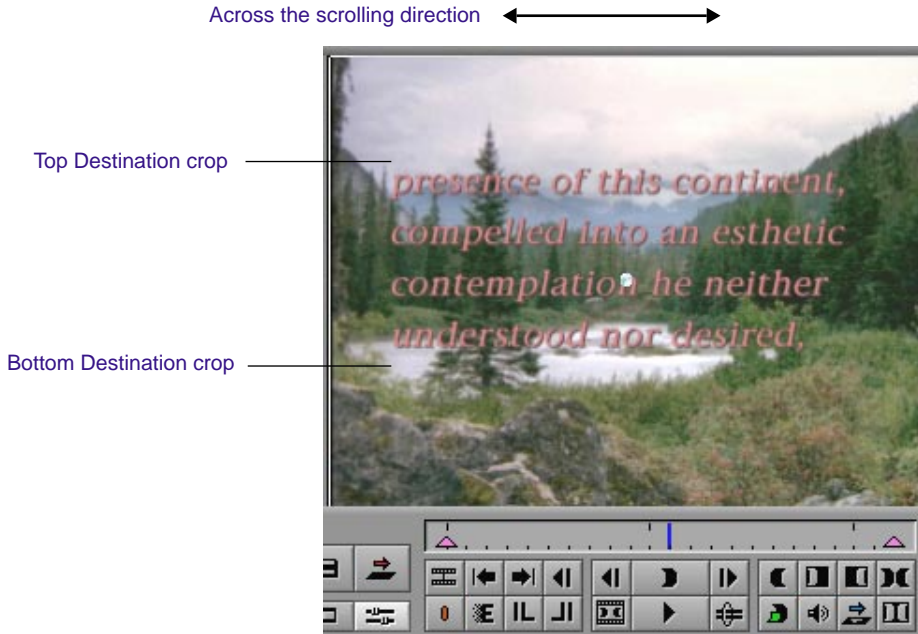 Across the scrolling direction
Top Destination crop
presence of this continent,
compelled into an esthetic
contemplation he neither
understood nor desired,
Bottom Destination crop